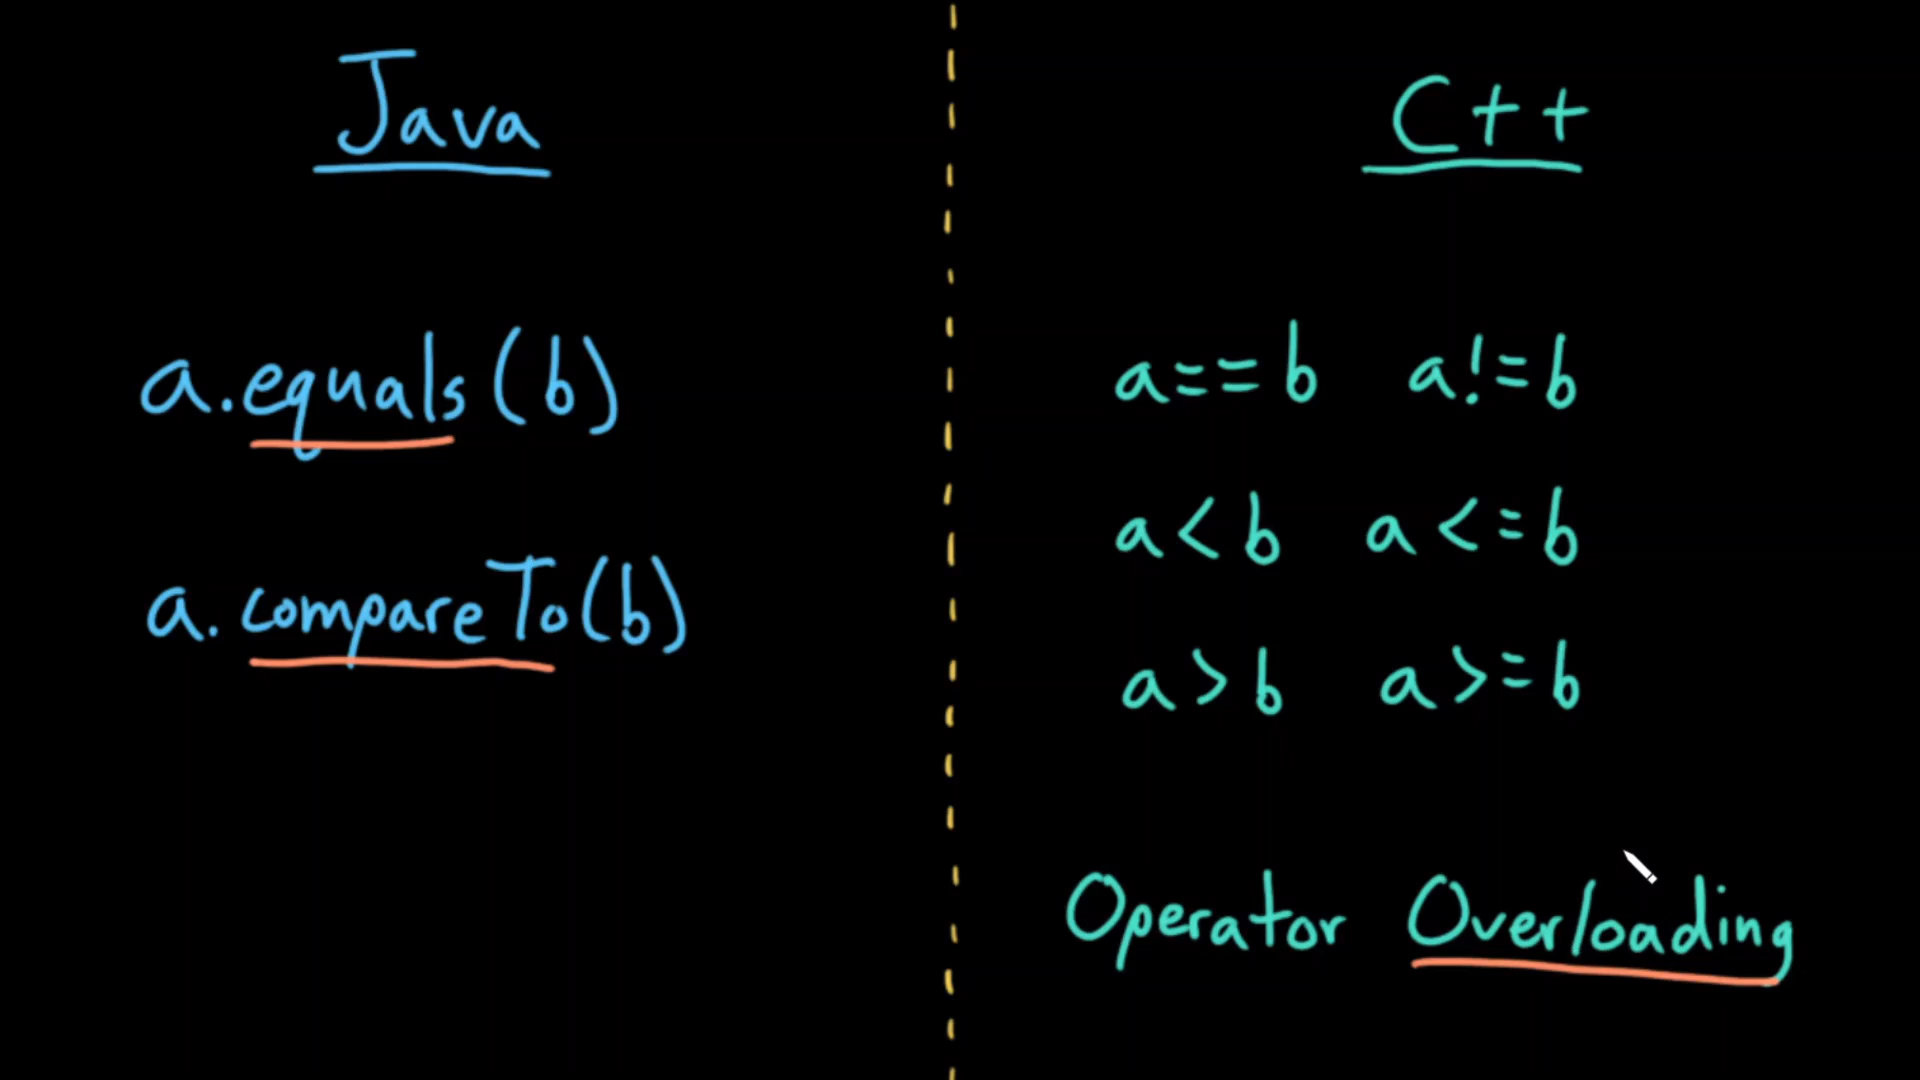 Java
a.equals(b)
a.compareTo(b)
C++
a==b a!=b
a<b a<=b
a>b a>=b
Operator Overloading